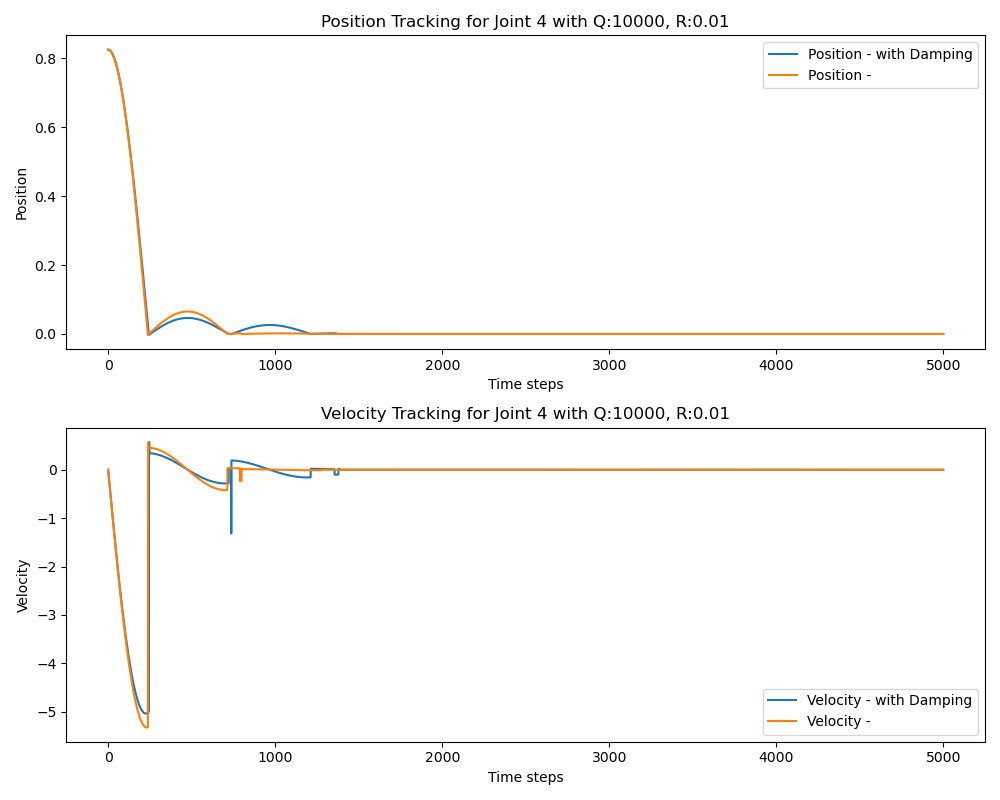 Position Tracking for Joint 4 with Q:10000, R:0.01
Position - with Damping
Position -
Position
0.8
0.6
0.4
0.2
0.0
0 1000 2000 3000 4000 5000
Time steps
Velocity Tracking for Joint 4 with Q:10000, R:0.01
Velocity
0
−1
−2
−3
−4
−5
Velocity - with Damping
Velocity -
0 1000 2000 3000 4000 5000
Time steps